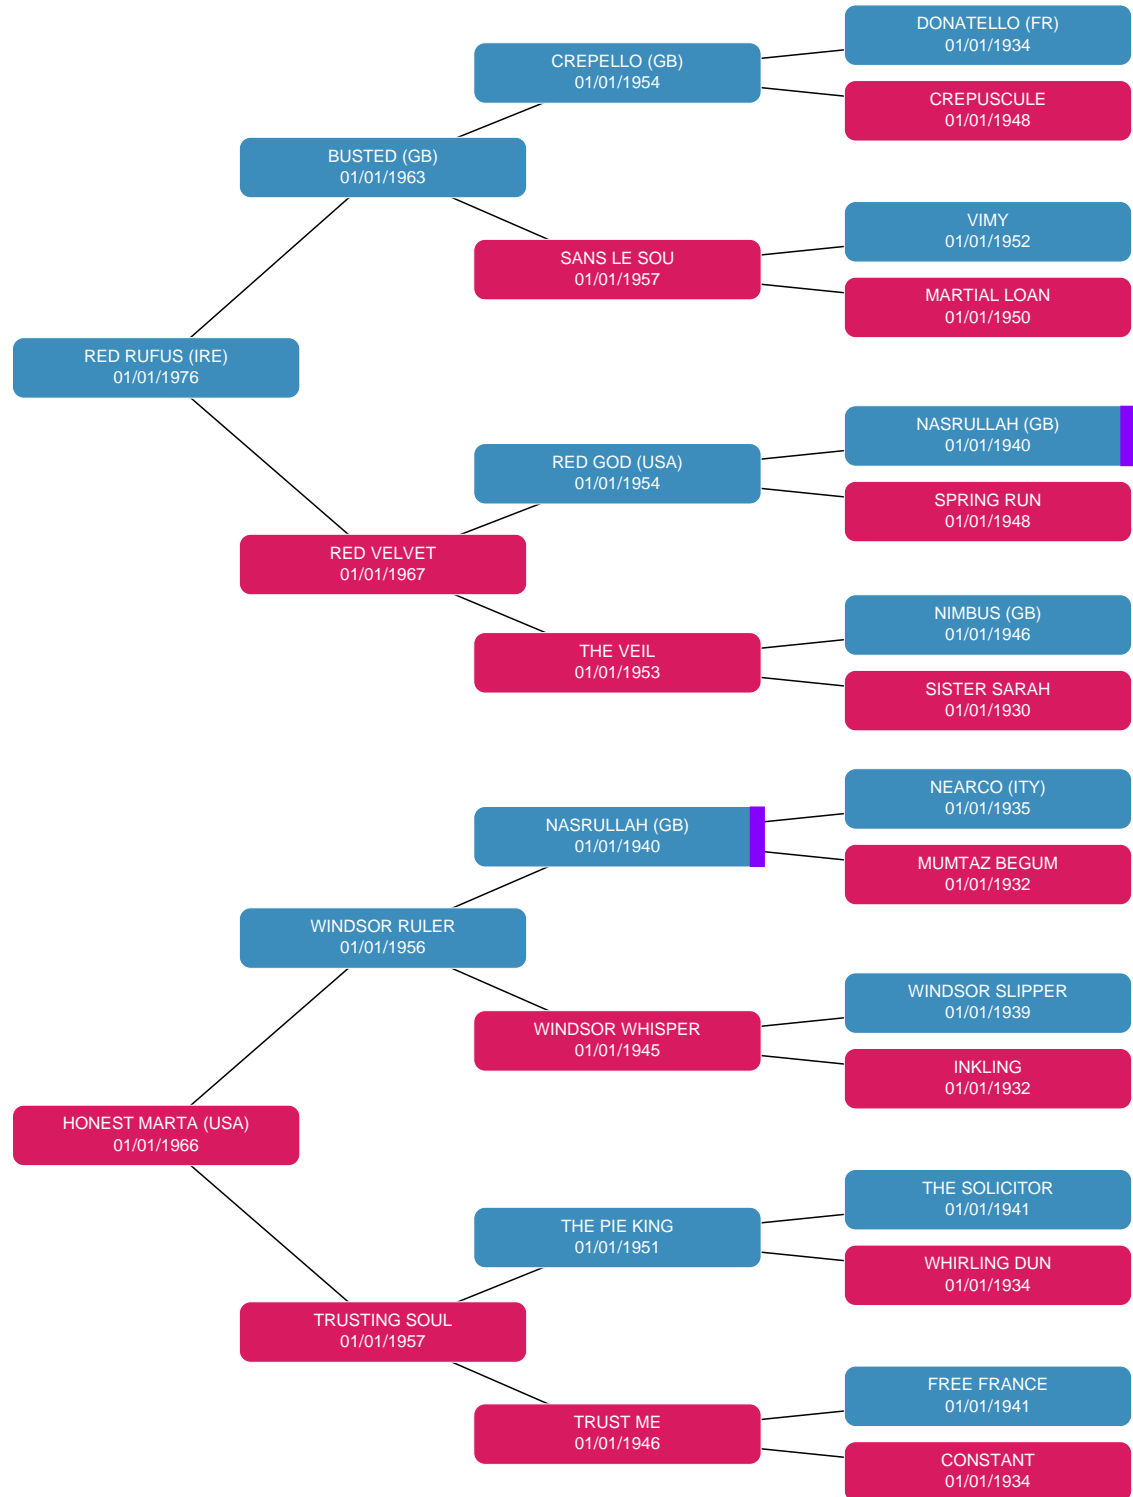 DONATELLO (FR)
01/01/1934
CREPELLO (GB)
01/01/1954
CREPUSCULE
01/01/1948
BUSTED (GB)
01/01/1963
VIMY
01/01/1952
SANS LE SOU
01/01/1957
MARTIAL LOAN
01/01/1950
RED RUFUS (IRE)
01/01/1976
NASRULLAH (GB)
01/01/1940
RED GOD (USA)
01/01/1954
SPRING RUN
01/01/1948
RED VELVET
01/01/1967
NIMBUS (GB)
01/01/1946
THE VEIL
01/01/1953
SISTER SARAH
01/01/1930
NEARCO (ITY)
01/01/1935
NASRULLAH (GB)
01/01/1940
MUMTAZ BEGUM
01/01/1932
WINDSOR RULER
01/01/1956
WINDSOR SLIPPER
01/01/1939
WINDSOR WHISPER
01/01/1945
INKLING
01/01/1932
HONEST MARTA (USA)
01/01/1966
THE SOLICITOR
01/01/1941
THE PIE KING
01/01/1951
WHIRLING DUN
01/01/1934
TRUSTING SOUL
01/01/1957
FREE FRANCE
01/01/1941
TRUST ME
01/01/1946
CONSTANT
01/01/1934